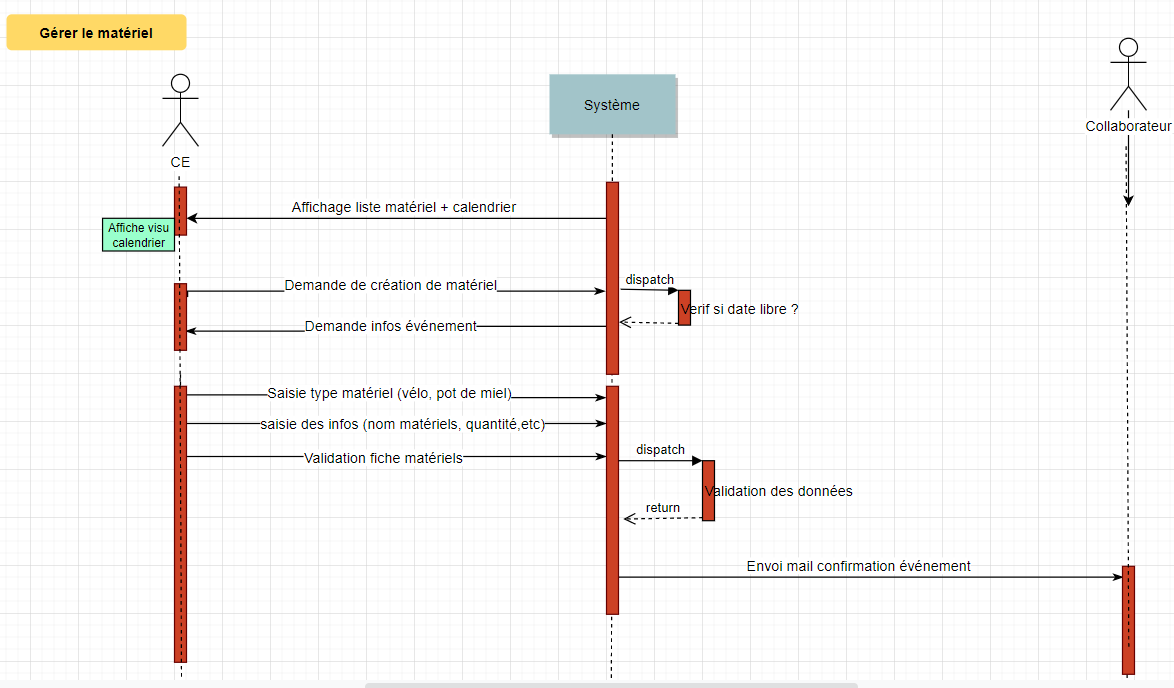 Gérer le matériel
Système
Collaborateur
CE
Affichage liste matériel + calendrier
Affiche visu
calendrier
dispatch
Demande de création de matériel
Verif si date libre ?
Demande infos événement
Saisie type matériel (vélo, pot de miel)
saisie des infos (nom matériels, quantité,etc)
dispatch
Validation fiche matériels
Validation des données
return
Envoi mail confirmation événement